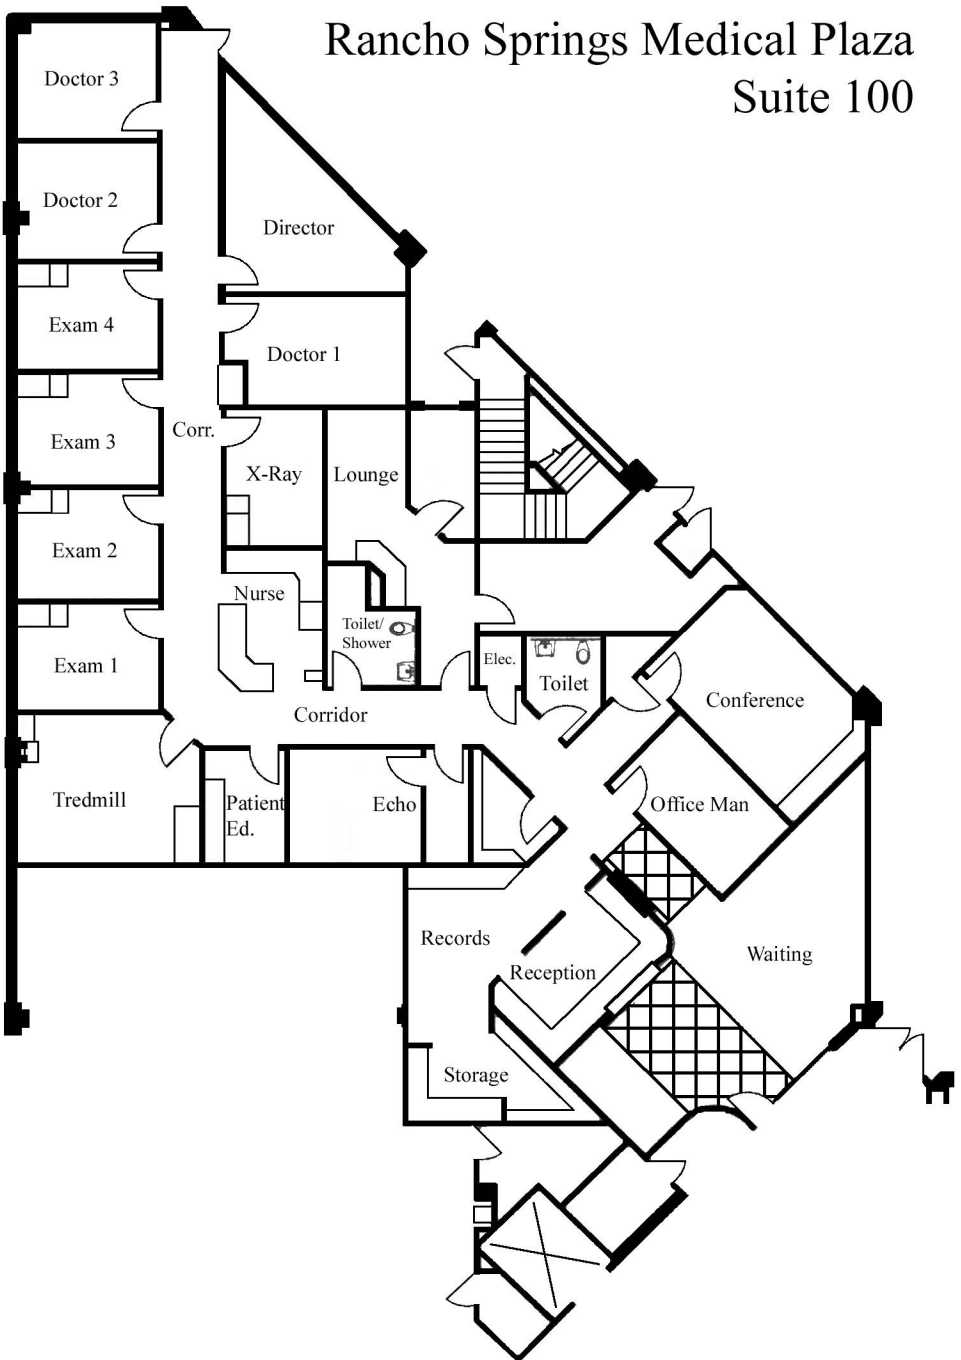 Rancho Springs Medical Plaza
Suite 100
Doctor 3
Doctor 2
Director
Exam 4
Doctor 1
Corr.
Exam 3
X-Ray
Lounge
Exam 2
Nurse
Toilet/
Shower
Exam 1
Elec.
Toilet
Corridor
Conference
Tredmill
Patient
Ed.
Echo
Office Man
Records
Reception
Waiting
Storage